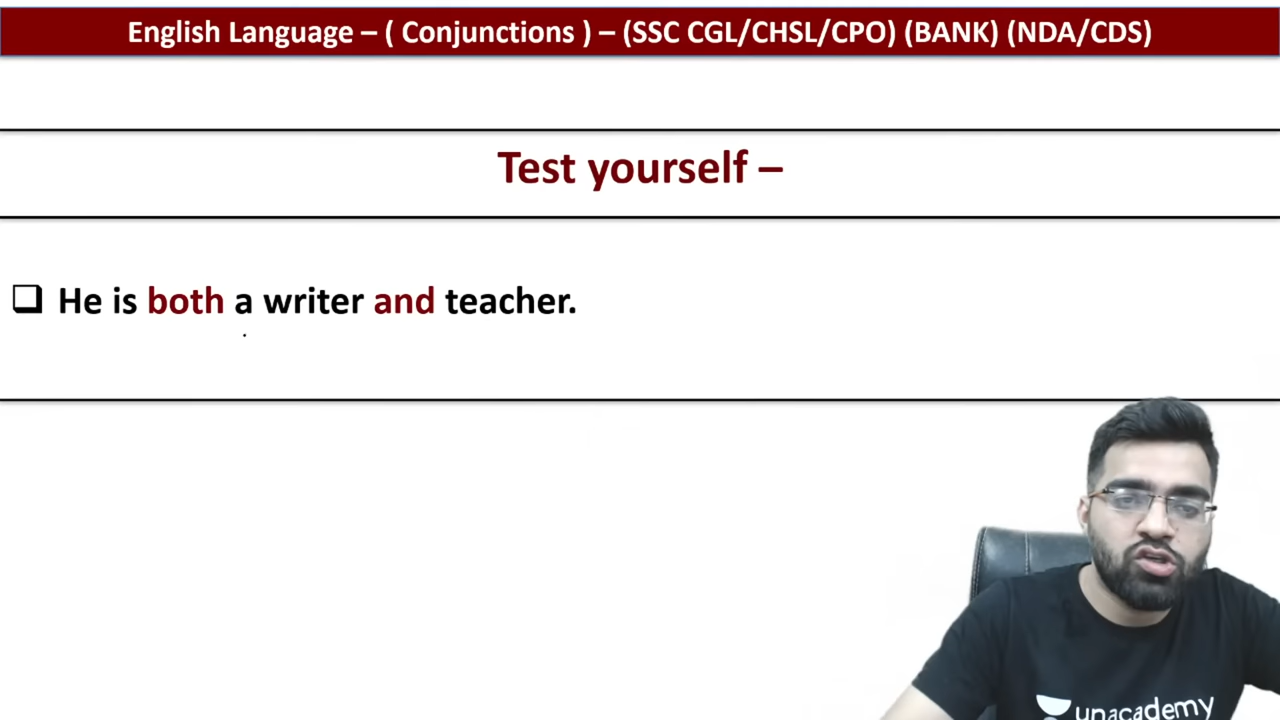 English Language – ( Conjunctions ) – (SSC CGL/CHSL/CPO) (BANK) (NDA/CDS)
Test yourself –
He is both a writer and teacher.
unacademy